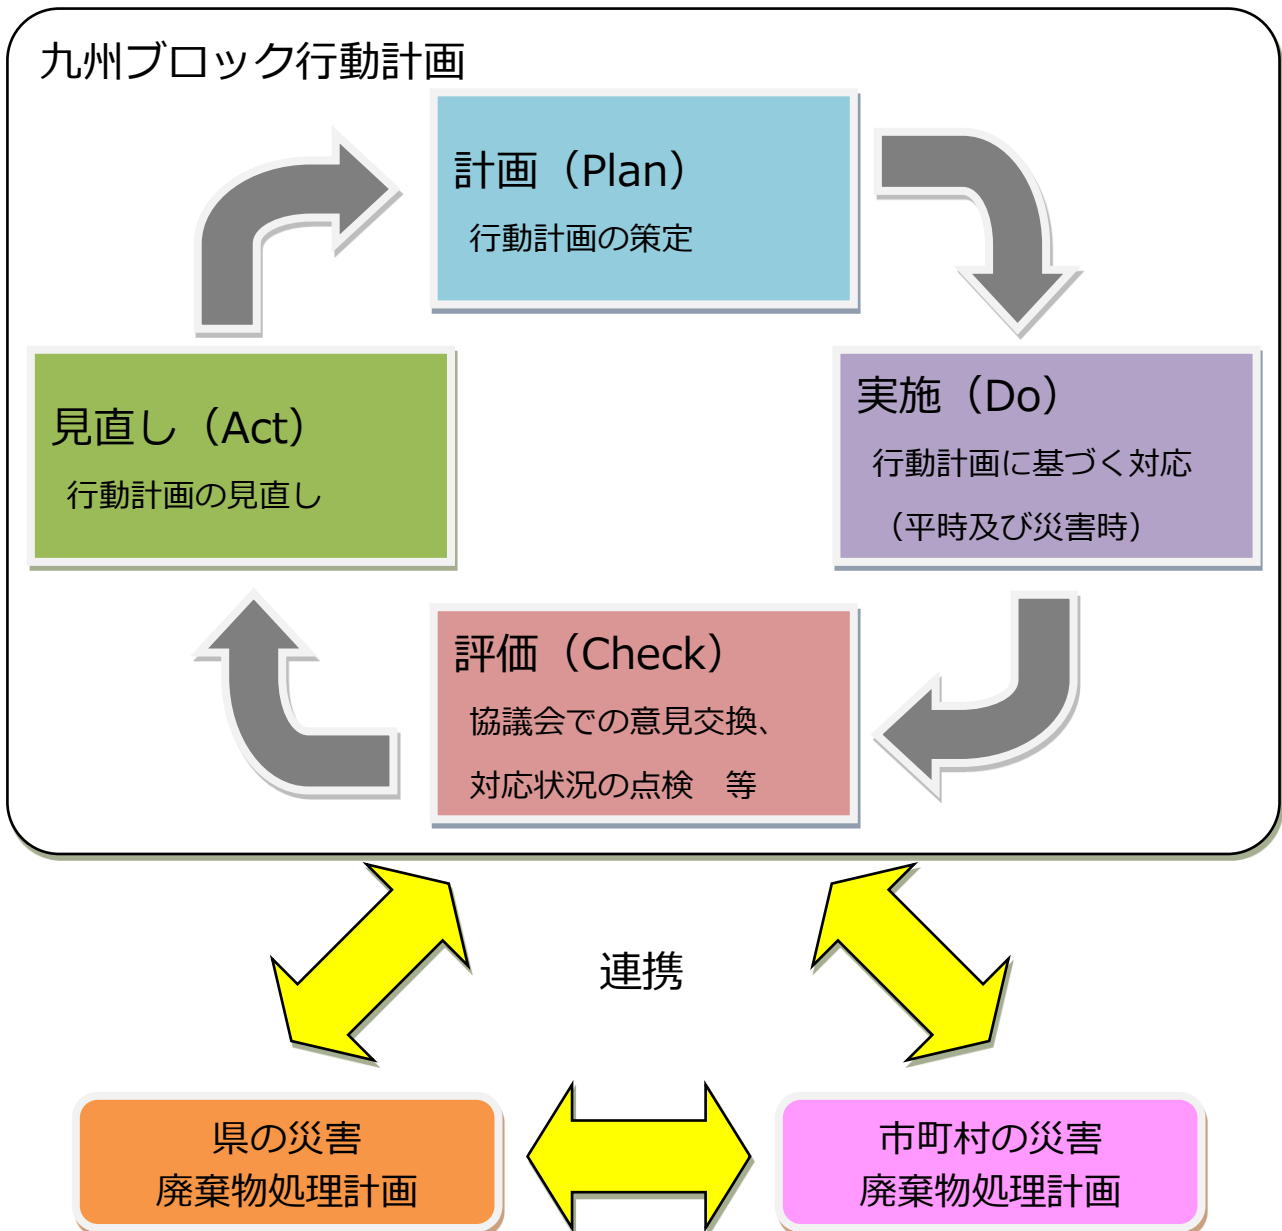 九州ブロック行動計画
計画（Plan）
行動計画の策定
実施（Do）
行動計画に基づく対応
（平時及び災害時）
評価（Check）
協議会での意見交換、
対応状況の点検　等
見直し（Act）
行動計画の見直し
連携
県の災害
廃棄物処理計画
市町村の災害
廃棄物処理計画